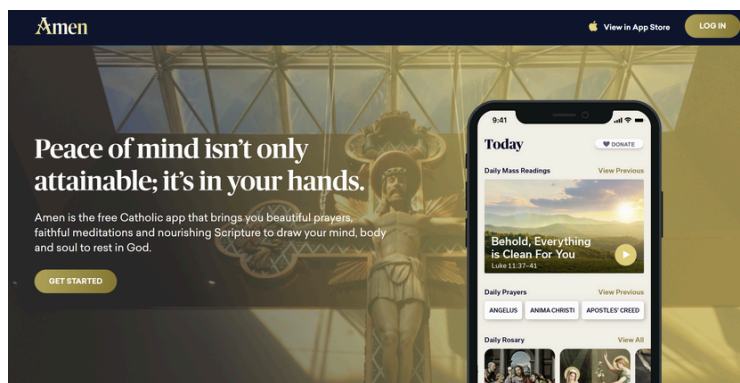 Amen
View in App Store
LOG IN
Peace of mind isn't only
attainable; it's in your hands.
Amen is the free Catholic app that brings you beautiful prayers,
faithful meditations and nourishing Scripture to draw your mind, body
and soul to rest in God.
GET STARTED
9:41
Today
DONATE
Daily Mass Readings
View Previous
Behold, Everything
is Clean For You
Luke 11:37–41
Daily Prayers
View Previous
ANGELUS
ANIMA CHRISTI
APOSTLES' CREED
Daily Rosary
View All